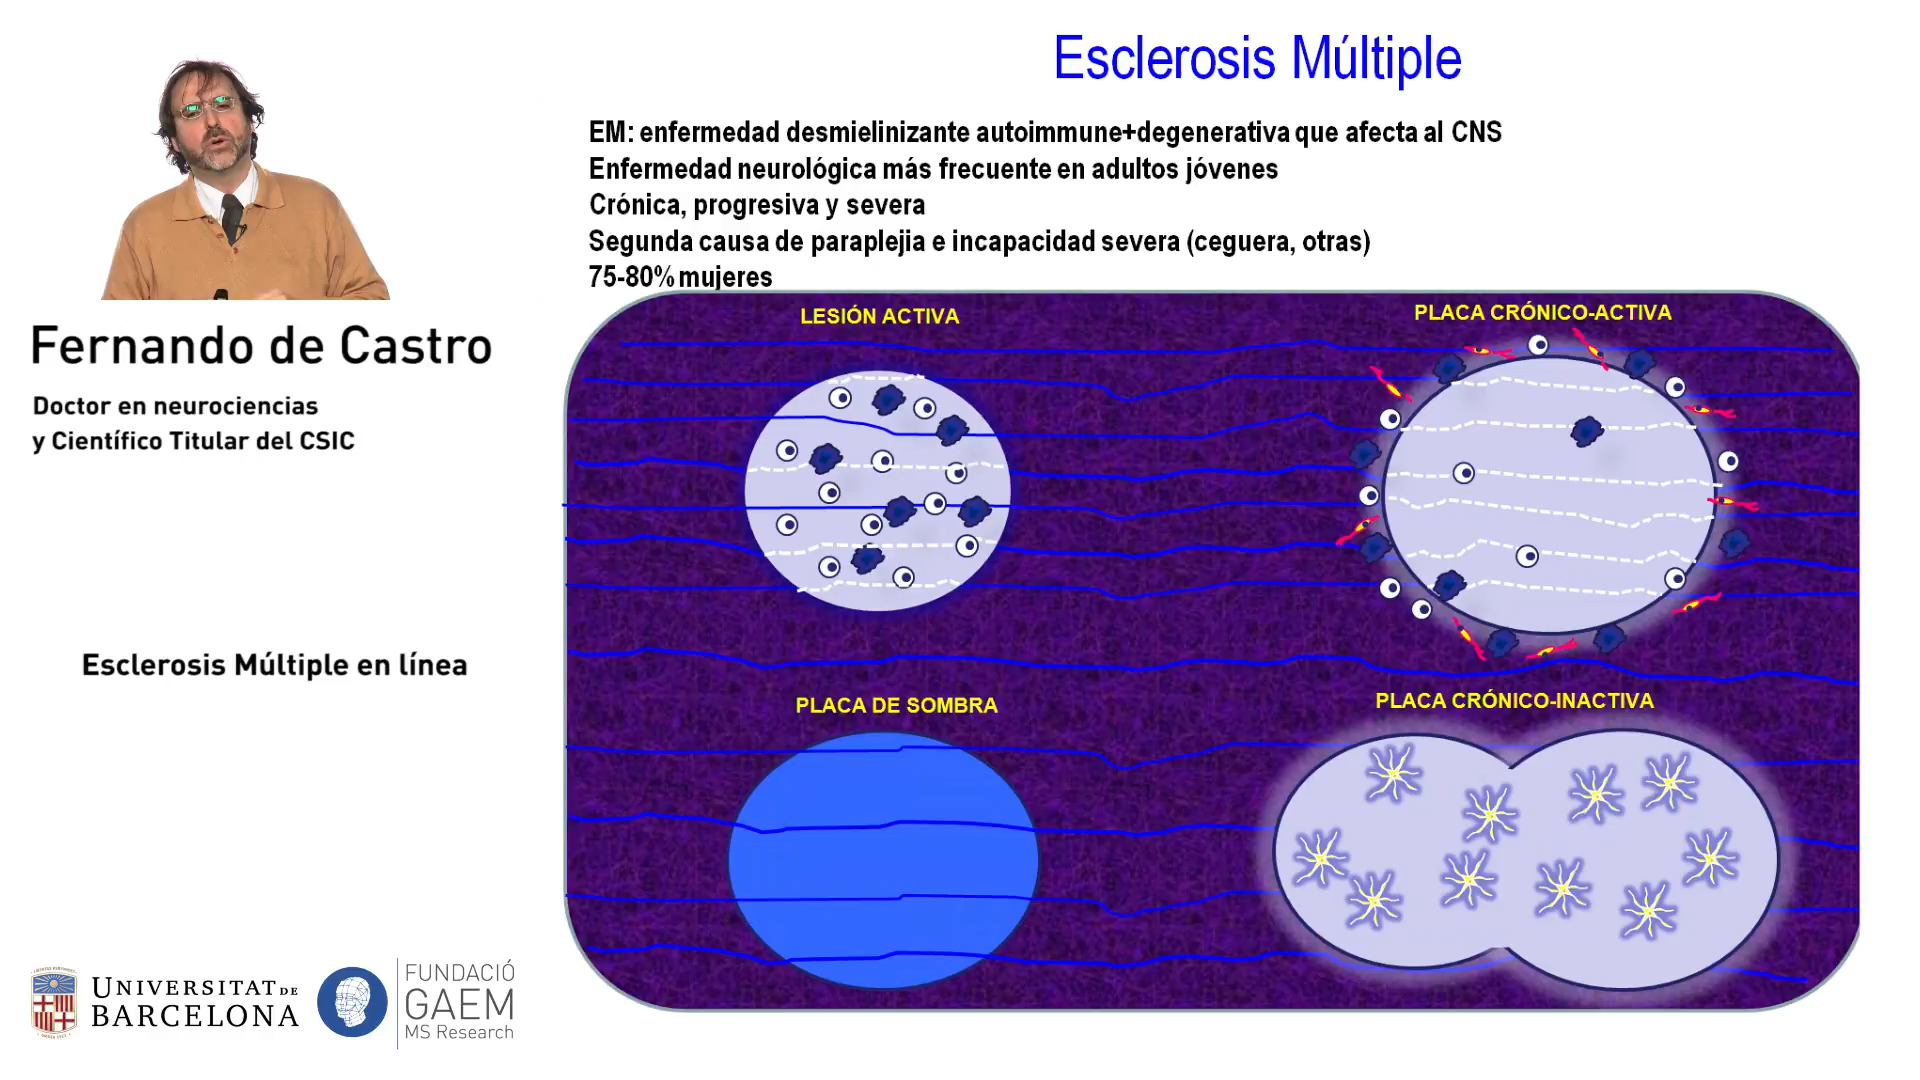 Esclerosis Múltiple
EM: enfermedad desmielinizante autoimmune+degenerativa que afecta al CNS
Enfermedad neurológica más frecuente en adultos jóvenes
Crónica, progresiva y severa
Segunda causa de paraplejia e incapacidad severa (ceguera, otras)
75-80% mujeres
LESIÓN ACTIVA
PLACA CRÓNICO-ACTIVA
PLACA DE SOMBRA
PLACA CRÓNICO-INACTIVA
Fernando de Castro
Doctor en neurociencias
y Científico Titular del CSIC
Esclerosis Múltiple en línea
UNIVERSITAT DE
BARCELONA
FUNDACIÓ
GAEM
MS Research